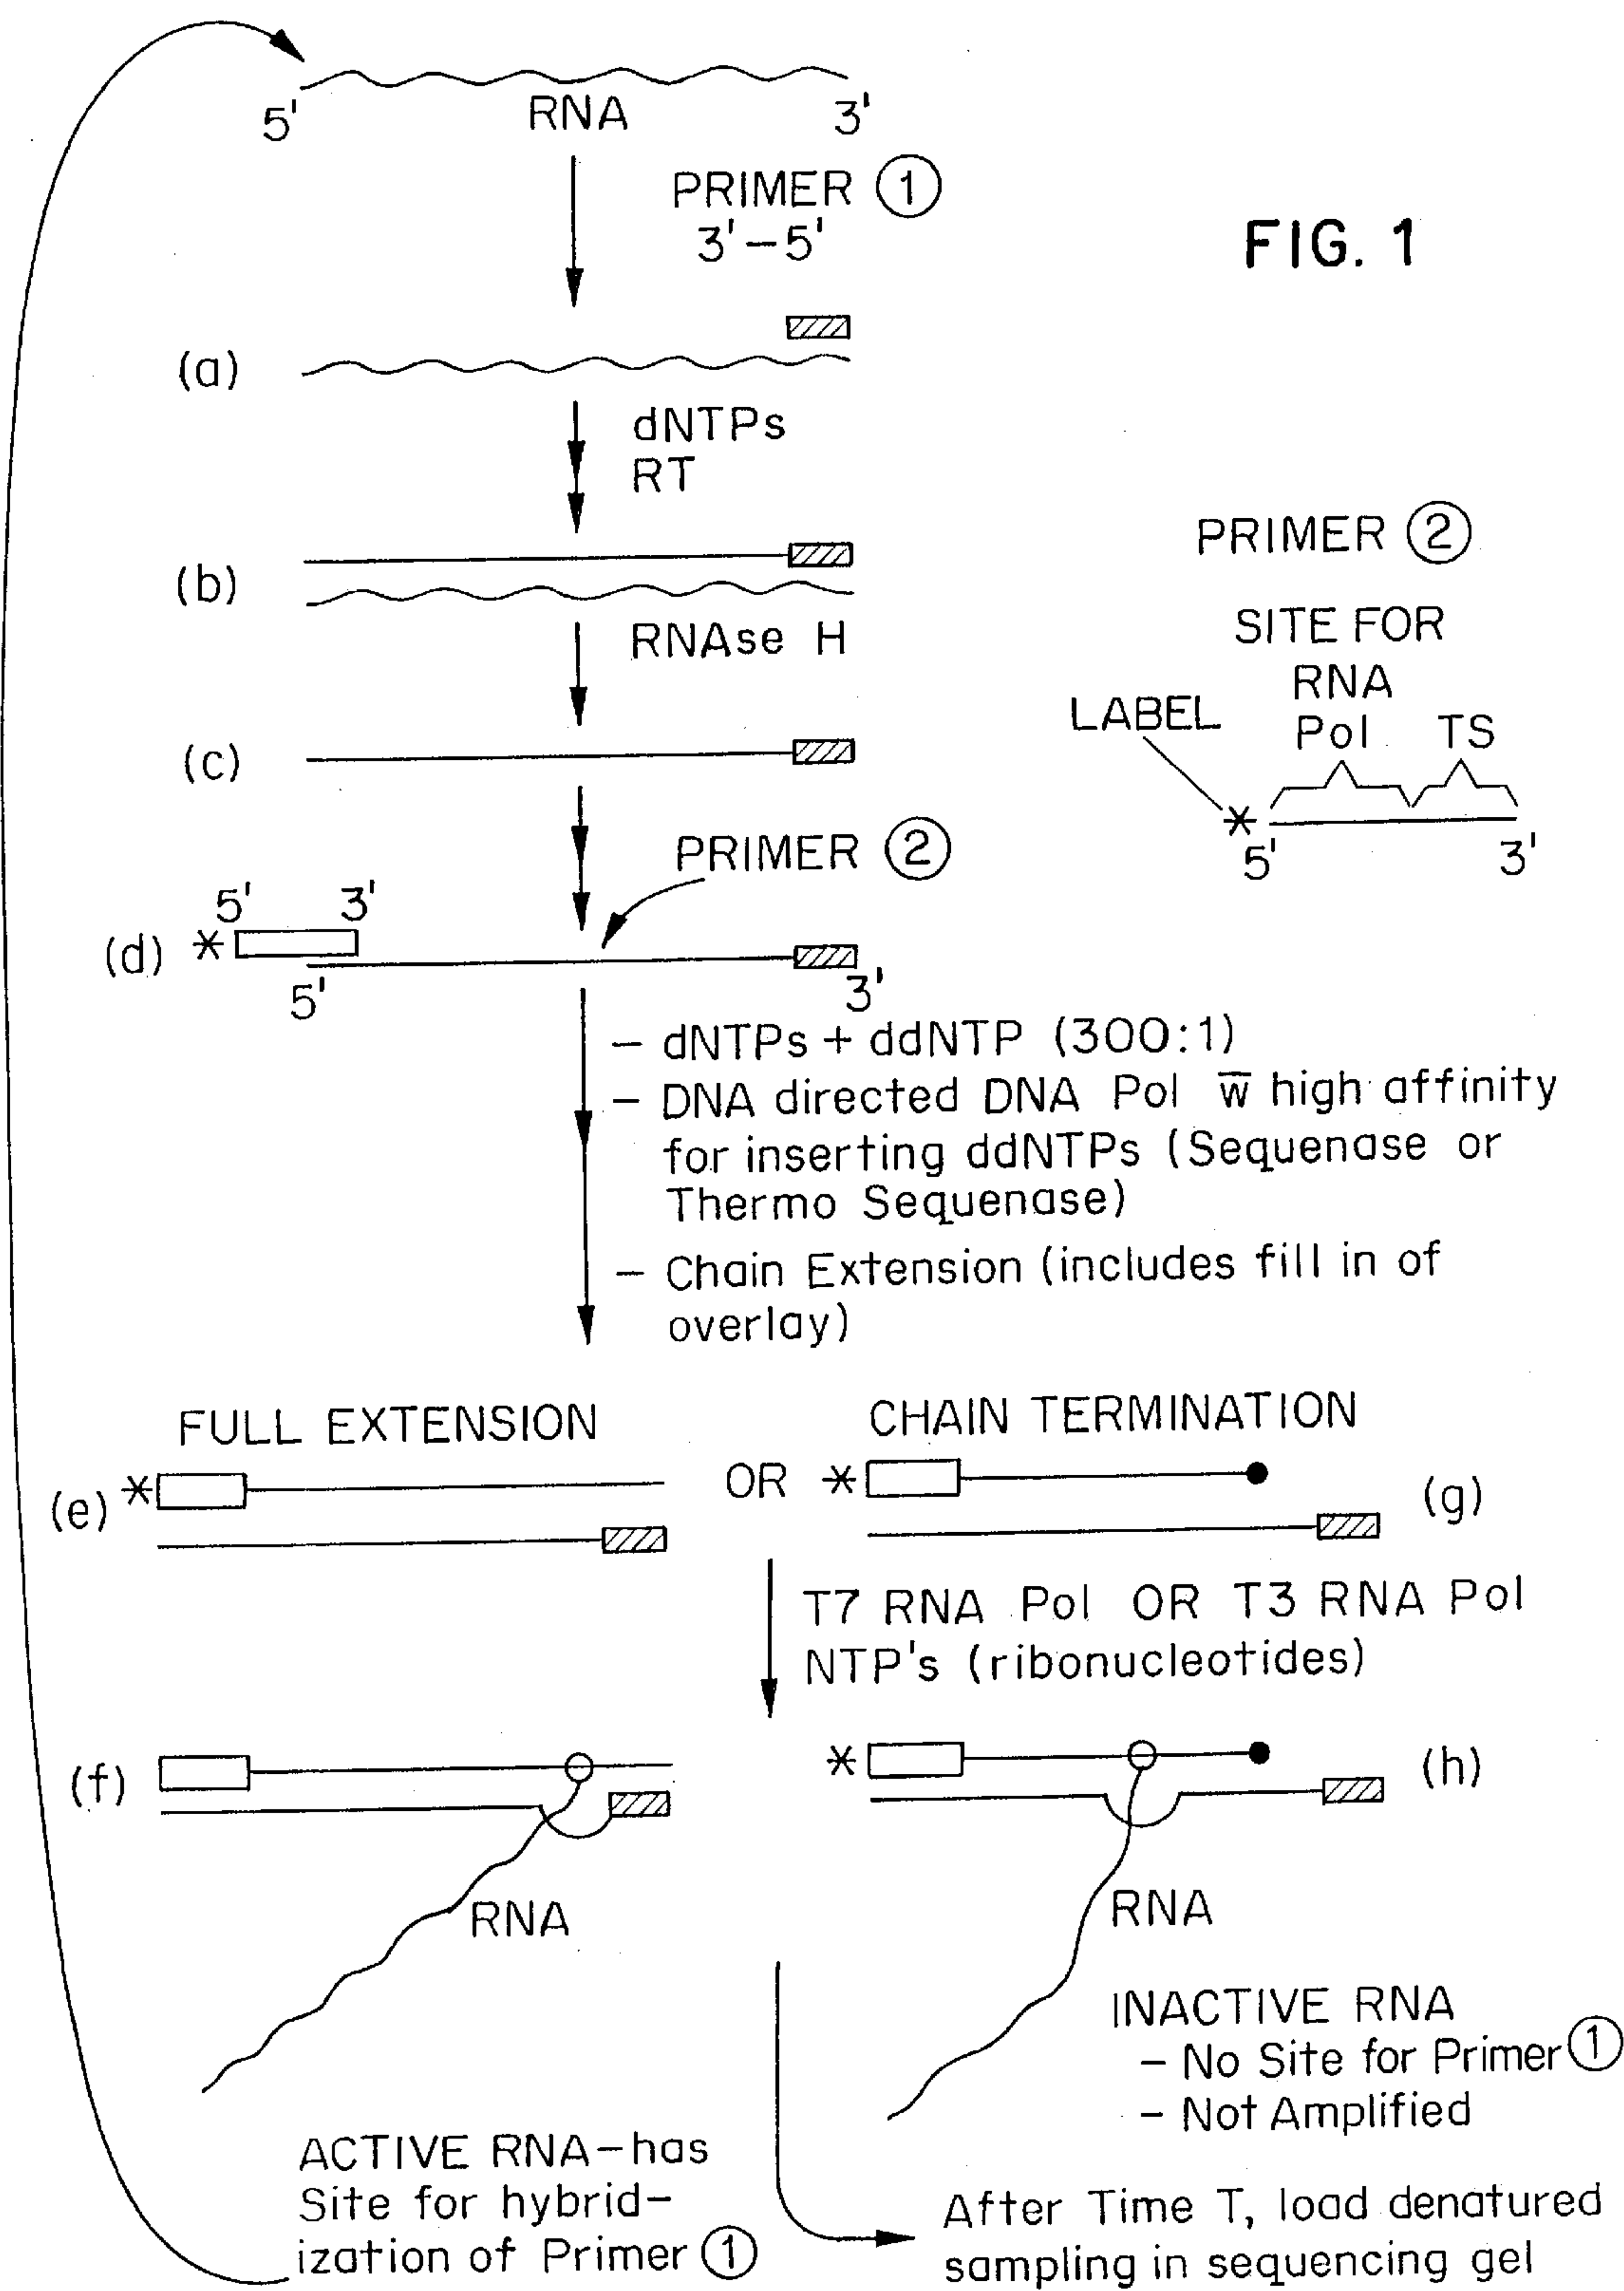 5' RNA 3'
PRIMER 1
3'-5'
FIG. 1
(a)
dNTPs
RT
(b)
RNAse H
(c)
PRIMER 2
SITE FOR
RNA
Pol TS
LABEL
*
5' 3'
PRIMER 2
5' 3'
(d) *
5' 3'
- dNTPs + ddNTP (300:1)
- DNA directed DNA Pol w̅ high affinity
for inserting ddNTPs (Sequenase or
Thermo Sequenase)
- Chain Extension (includes fill in of
overlay)
FULL EXTENSION
CHAIN TERMINATION
(e) * OR * (g)
T7 RNA Pol OR T3 RNA Pol
NTP's (ribonucleotides)
(f) * (h)
RNA
RNA
INACTIVE RNA
- No Site for Primer 1
- Not Amplified
ACTIVE RNA-has
Site for hybrid-
ization of Primer 1
After Time T, load denatured
sampling in sequencing gel